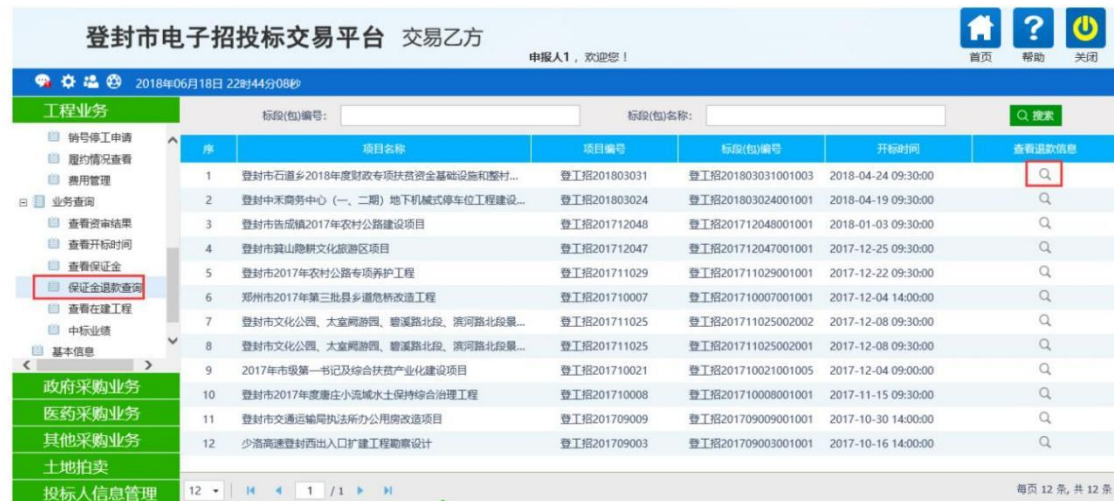 登封市电子招投标交易平台 交易乙方
申报人1，欢迎您！
首页 帮助 关闭
2018年06月18日 22时44分08秒
工程业务
销号停工申请
履约情况查看
费用管理
业务查询
查看资审结果
查看开标时间
查看保证金
保证金退款查询
查看在建工程
中标业绩
基本信息
政府采购业务
医药采购业务
其他采购业务
土地拍卖
投标人信息管理
标段(包)编号: 标段(包)名称: 搜索
序 项目名称 项目编号 标段(包)编号 开标时间 查看退款信息
1 登封市石道乡2018年度财政专项扶贫资金基础设施和整村... 登工招201803031 登工招201803031001003 2018-04-24 09:30:00
2 登封中禾商务中心（一、二期）地下机械式停车位工程建设... 登工招201803024 登工招201803024001001 2018-04-19 09:30:00
3 登封市告成镇2017年农村公路建设项目 登工招201712048 登工招201712048001001 2018-01-03 09:30:00
4 登封市箕山隐耕文化旅游区项目 登工招201712047 登工招201712047001001 2017-12-25 09:30:00
5 登封市2017年农村公路专项养护工程 登工招201711029 登工招201711029001001 2017-12-22 09:30:00
6 郑州市2017年第三批县乡道危桥改造工程 登工招201710007 登工招201710007001001 2017-12-04 14:00:00
7 登封市文化公园、太室阙游园、碧溪路北段、滨河路北段景... 登工招201711025 登工招201711025002002 2017-12-08 09:30:00
8 登封市文化公园、太室阙游园、碧溪路北段、滨河路北段景... 登工招201711025 登工招201711025002001 2017-12-08 09:30:00
9 2017年市级第一书记及综合扶贫产业化建设项目 登工招201710021 登工招201710021001005 2017-12-04 09:00:00
10 登封市2017年度唐庄小流域水土保持综合治理工程 登工招201710008 登工招201710008001001 2017-11-15 09:30:00
11 登封市交通运输局执法所办公用房改造项目 登工招201709009 登工招201709009001001 2017-10-30 14:00:00
12 少洛高速登封西出入口扩建工程勘察设计 登工招201709003 登工招201709003001001 2017-10-16 14:00:00
12 1 /1 每页 12 条, 共 12 条